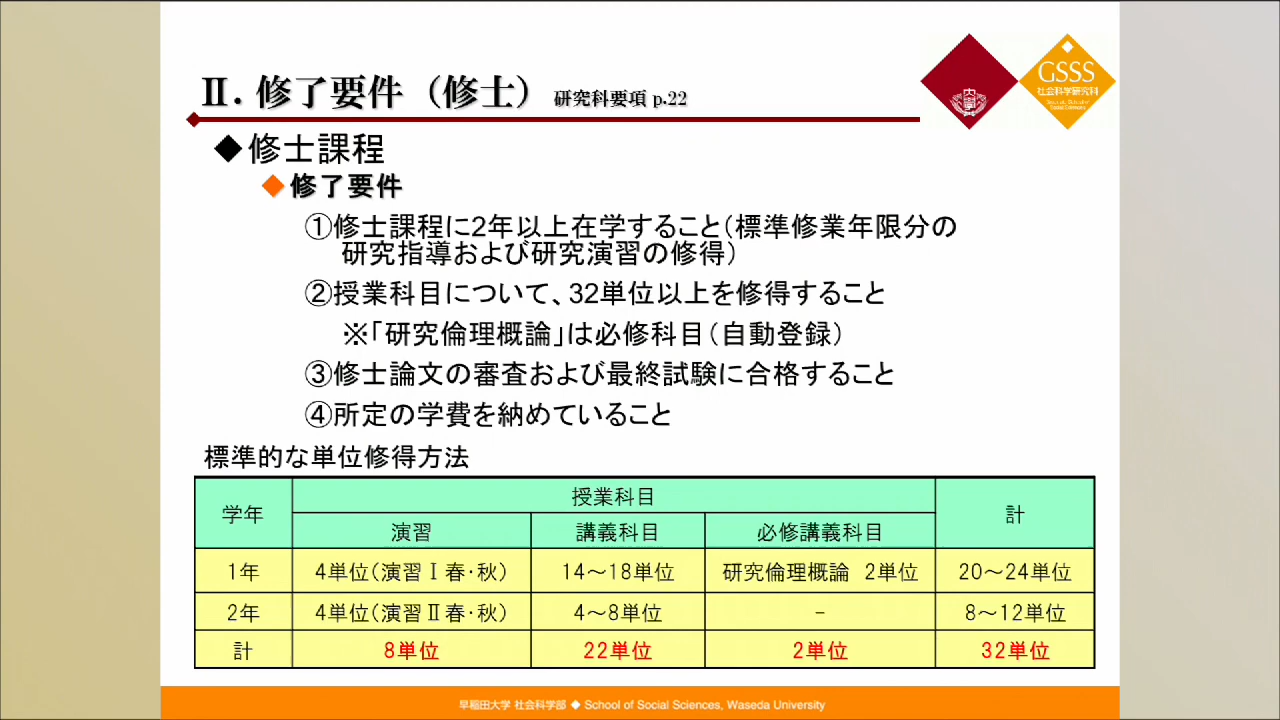 Ⅱ. 修了要件（修士） 研究科要項 p.22
GSSS
社会科学研究科
◆修士課程
◆修了要件
①修士課程に2年以上在学すること（標準修業年限分の
研究指導および研究演習の修得）
②授業科目について、32単位以上を修得すること
※「研究倫理概論」は必修科目（自動登録）
③修士論文の審査および最終試験に合格すること
④所定の学費を納めていること
標準的な単位修得方法
学年 授業科目 計
演習 講義科目 必修講義科目
1年 4単位（演習Ⅰ春・秋） 14～18単位 研究倫理概論 2単位 20～24単位
2年 4単位（演習Ⅱ春・秋） 4～8単位 － 8～12単位
計 8単位 22単位 2単位 32単位
早稲田大学 社会科学部 ◆ School of Social Sciences, Waseda University